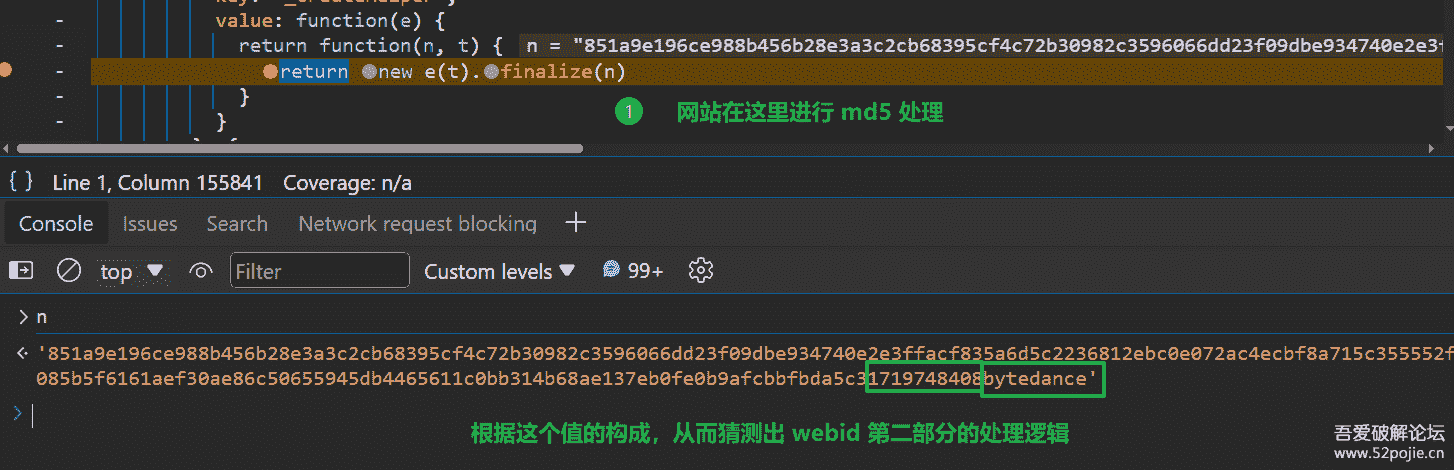 value: function(e) {
return function(n, t) { n = "851a9e196ce988b456b28e3a3c2cb68395cf4c72b30982c3596066dd23f09dbe934740e2e3f
return new e(t).finalize(n)
}
1 网站在这里进行 md5 处理
}
{ } Line 1, Column 155841 Coverage: n/a
Console Issues Search Network request blocking +
top Filter Custom levels 99+
> n
'851a9e196ce988b456b28e3a3c2cb68395cf4c72b30982c3596066dd23f09dbe934740e2e3ffacf835a6d5c2236812ebc0e072ac4ecbf8a715c355552f
085b5f6161aef30ae86c50655945db4465611c0bb314b68ae137eb0fe0b9afcbbfbda5c31719748408bytedance'
>
根据这个值的构成，从而猜测出 webid 第二部分的处理逻辑
吾爱破解论坛
www.52pojie.cn